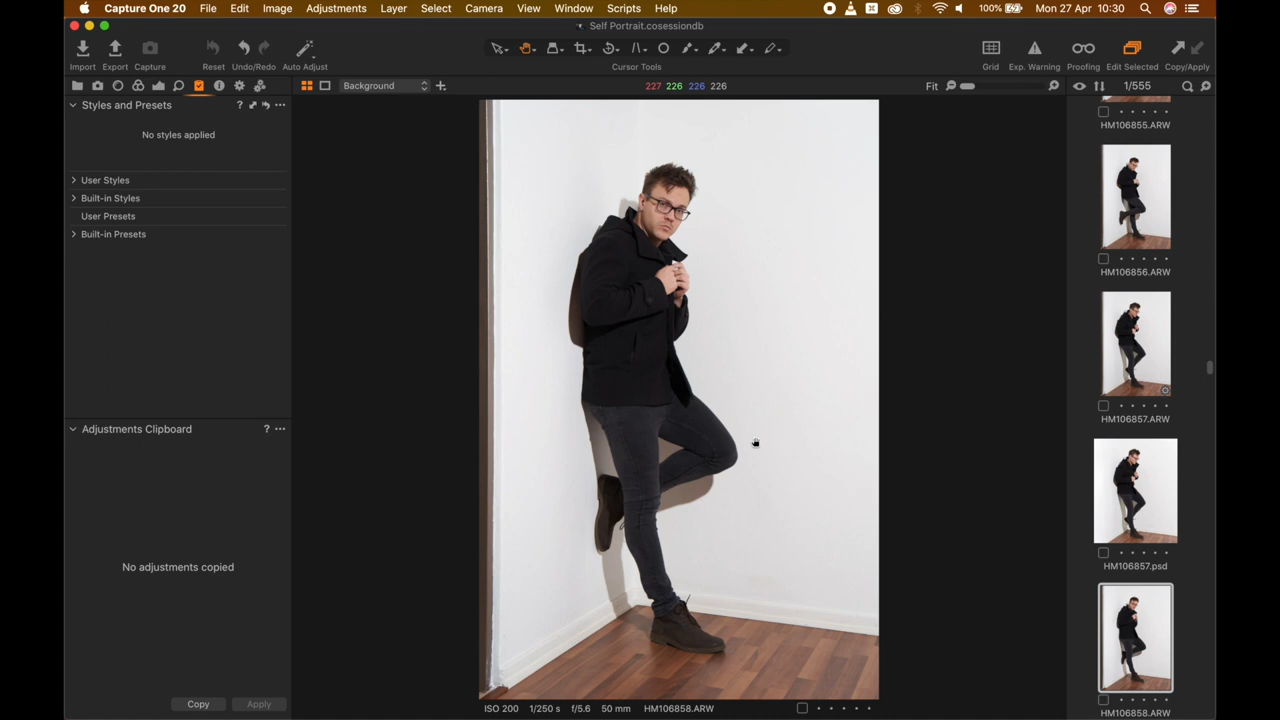 Capture One 20 File Edit Image Adjustments Layer Select Camera View Window Scripts Help 100% Mon 27 Apr 10:30
Self Portrait.cosessiondb
Import Export Capture Reset Undo/Redo Auto Adjust Cursor Tools Grid Exp. Warning Proofing Edit Selected Copy/Apply
Background 227 226 226 226 Fit 1/555
Styles and Presets
No styles applied
User Styles
Built-in Styles
User Presets
Built-in Presets
Adjustments Clipboard
No adjustments copied
Copy Apply
ISO 200 1/250 s f/5.6 50 mm HM106858.ARW
HM106855.ARW
HM106856.ARW
HM106857.ARW
HM106857.psd
HM106858.ARW